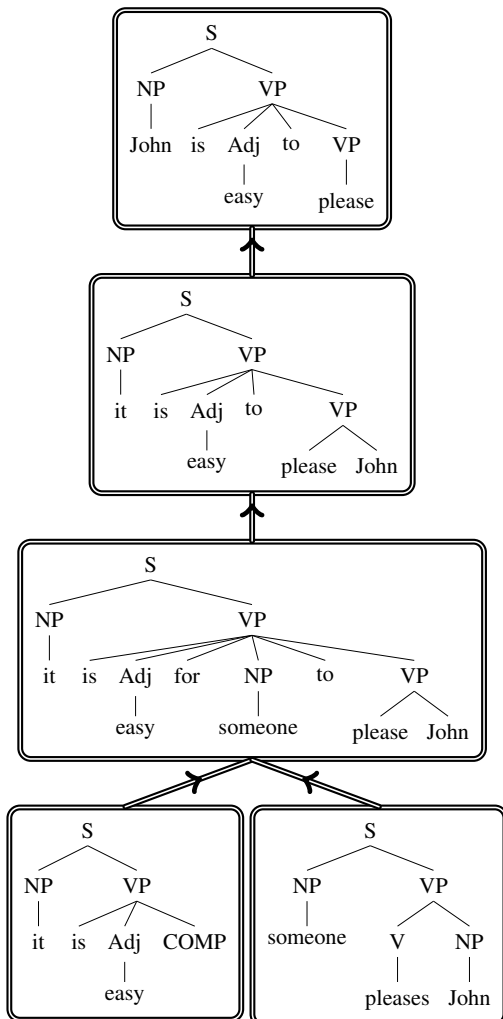 S
NP VP
John is Adj to VP
easy please
S
NP VP
it is Adj to VP
easy please John
S
NP VP
it is Adj for NP to VP
easy someone please John
S
NP VP
it is Adj COMP
easy
S
NP VP
someone V NP
pleases John